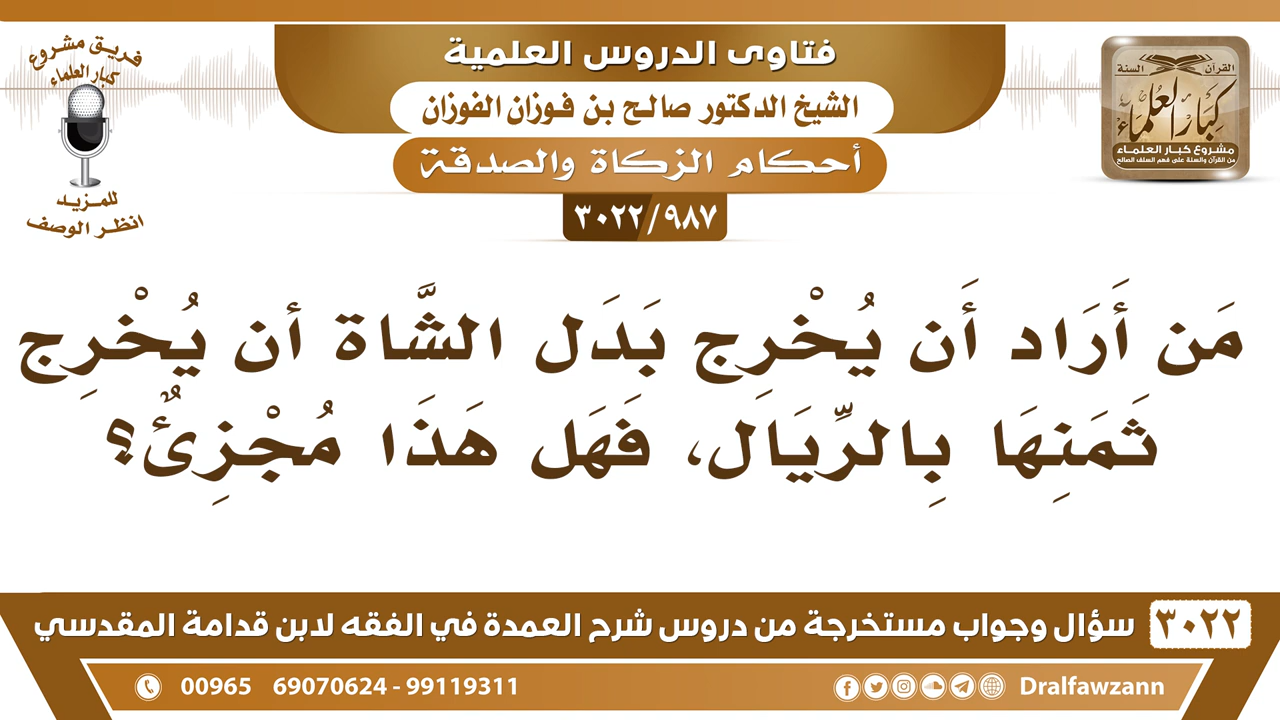 فتاوى الدروس العلمية
الشيخ الدكتور صالح بن فوزان الفوزان
أحكام الزكاة والصدقة
٣٠٢٢/٩٨٧
فريق مشروع
كبار العلماء
للمزيد
انظر الوصف
القرآن السنة
كبار العلماء
مشروع كبار العلماء
من القرآن والسنة على فهم السلف الصالح
مَن أَرَاد أَن يُخْرِج بَدَل الشَّاة أن يُخْرِج
ثَمَنِهَا بِالرِّيَال، فَهَل هَذَا مُجْزِئٌ؟
سؤال وجواب مستخرجة من دروس شرح العمدة في الفقه لابن قدامة المقدسي
٣٠٢٢
00965 69070624 - 99119311
Dralfawzann